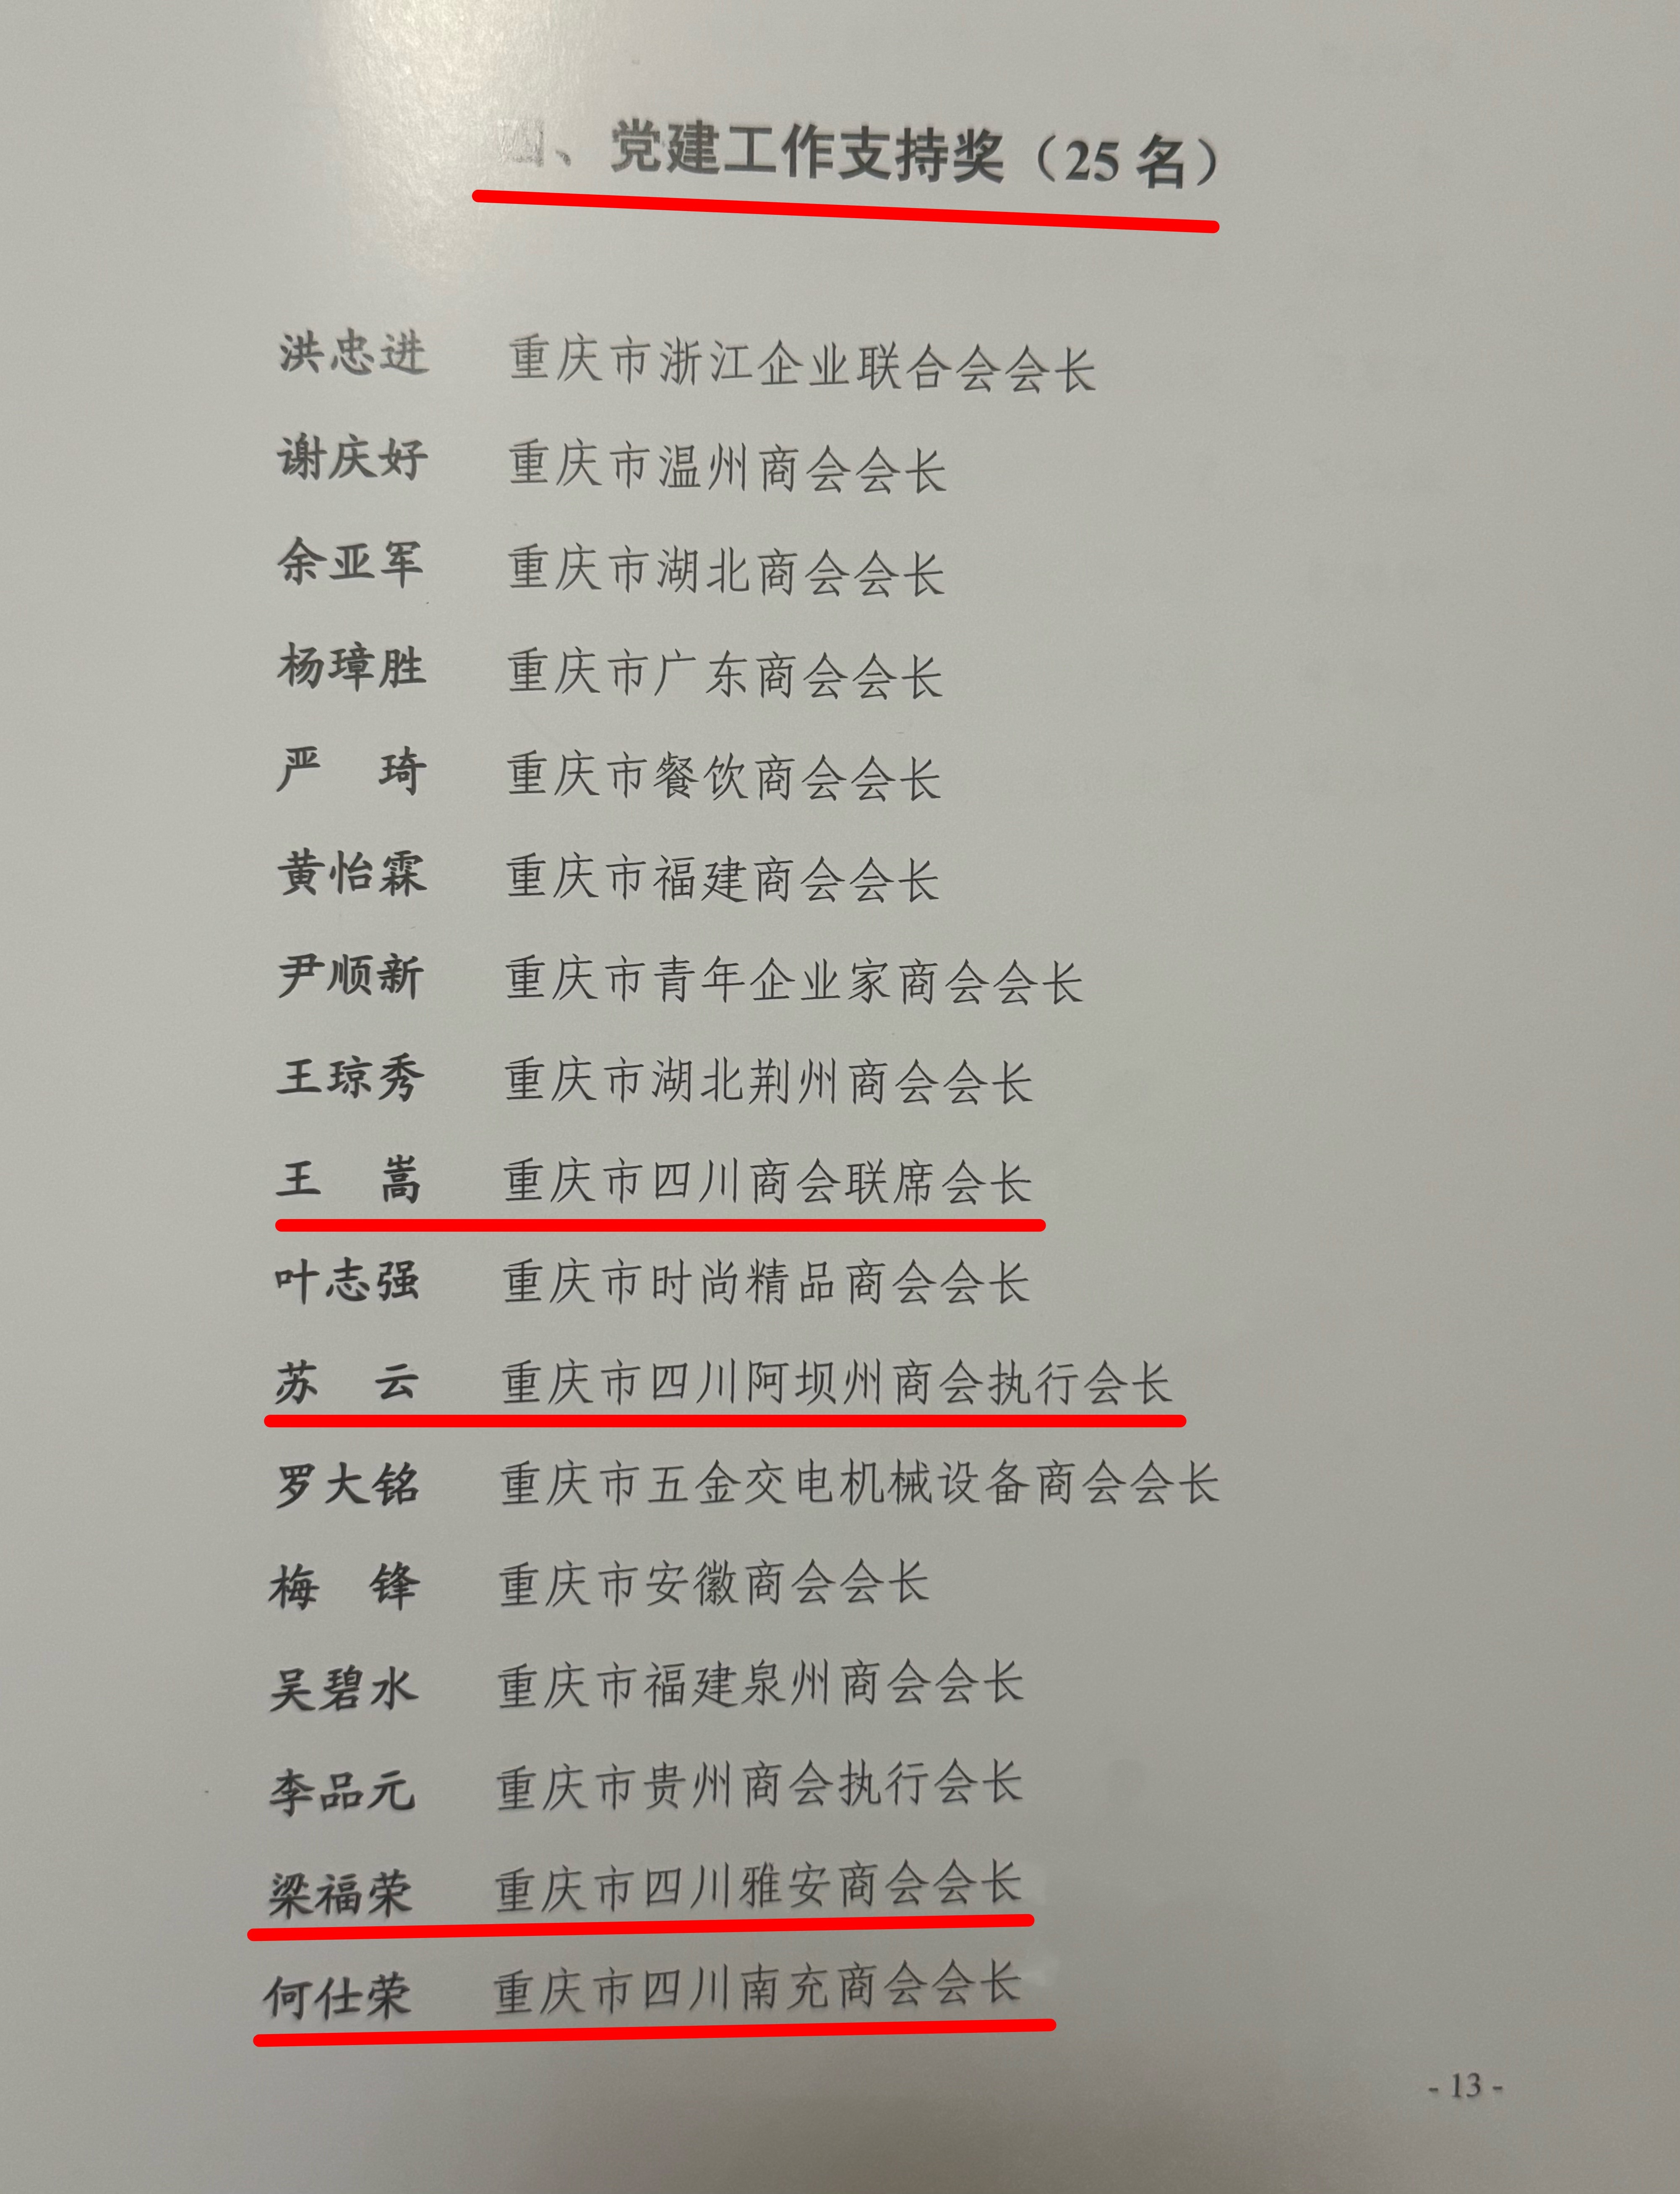 四、党建工作支持奖（25名）
洪忠进 重庆市浙江企业联合会会长
谢庆好 重庆市温州商会会长
余亚军 重庆市湖北商会会长
杨璋胜 重庆市广东商会会长
严 琦 重庆市餐饮商会会长
黄怡霖 重庆市福建商会会长
尹顺新 重庆市青年企业家商会会长
王琼秀 重庆市湖北荆州商会会长
王 嵩 重庆市四川商会联席会长
叶志强 重庆市时尚精品商会会长
苏 云 重庆市四川阿坝州商会执行会长
罗大铭 重庆市五金交电机械设备商会会长
梅 锋 重庆市安徽商会会长
吴碧水 重庆市福建泉州商会会长
李品元 重庆市贵州商会执行会长
梁福荣 重庆市四川雅安商会会长
何仕荣 重庆市四川南充商会会长
- 13 -